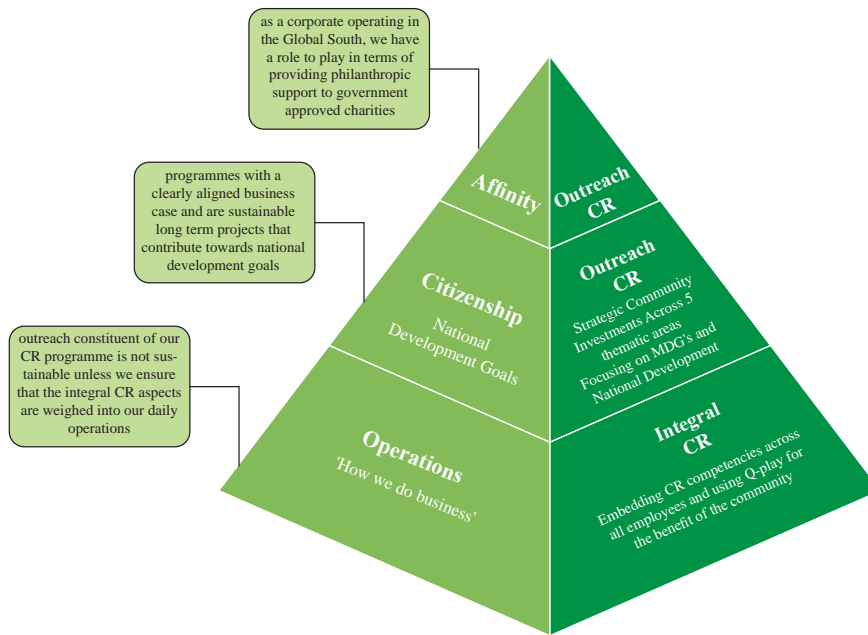 as a corporate operating in
the Global South, we have
a role to play in terms of
providing philanthropic
support to government
approved charities
Affinity
Outreach
CR
programmes with a
clearly aligned business
case and are sustainable
long term projects that
contribute towards national
development goals
Citizenship
National
Development Goals
Outreach
CR
Strategic Community
Investments Across 5
thematic areas
Focusing on MDG's and
National Development
outreach constituent of our
CR programme is not sus-
tainable unless we ensure
that the integral CR aspects
are weighed into our daily
operations
Operations
'How we do business'
Integral
CR
Embedding CR competencies across
all employees and using Q-play for
the benefit of the community